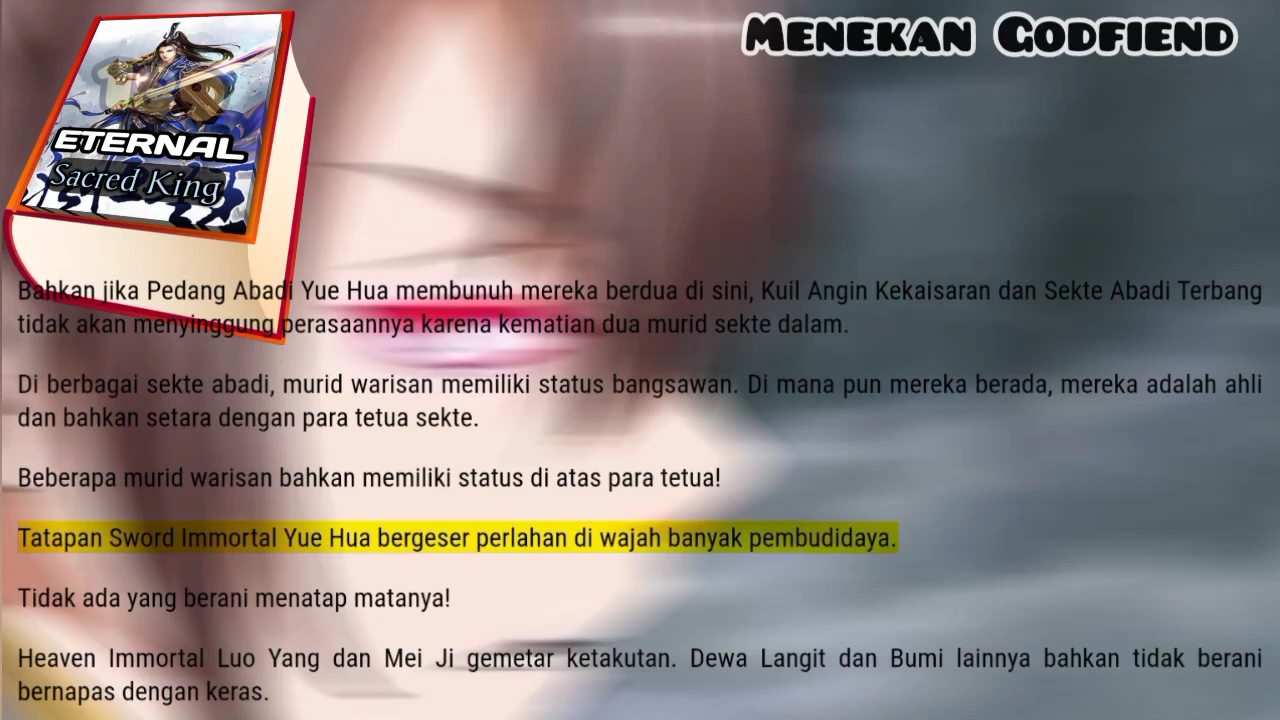 Menekan Godfiend
ETERNAL
Sacred King
Bahkan jika Pedang Abadi Yue Hua membunuh mereka berdua di sini, Kuil Angin Kekaisaran dan Sekte Abadi Terbang
tidak akan menyinggung perasaannya karena kematian dua murid sekte dalam.
Di berbagai sekte abadi, murid warisan memiliki status bangsawan. Di mana pun mereka berada, mereka adalah ahli
dan bahkan setara dengan para tetua sekte.
Beberapa murid warisan bahkan memiliki status di atas para tetua!
Tatapan Sword Immortal Yue Hua bergeser perlahan di wajah banyak pembudidaya.
Tidak ada yang berani menatap matanya!
Heaven Immortal Luo Yang dan Mei Ji gemetar ketakutan. Dewa Langit dan Bumi lainnya bahkan tidak berani
bernapas dengan keras.